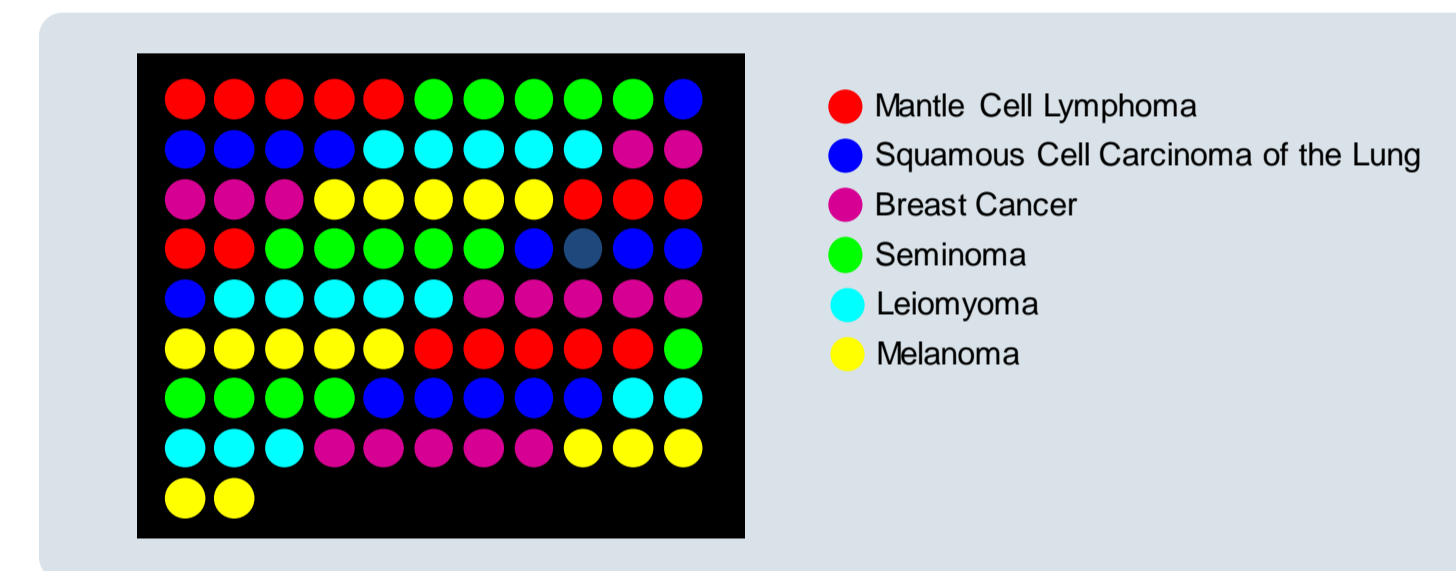 Mantle Cell Lymphoma
Squamous Cell Carcinoma of the Lung
Breast Cancer
Seminoma
Leiomyoma
Melanoma